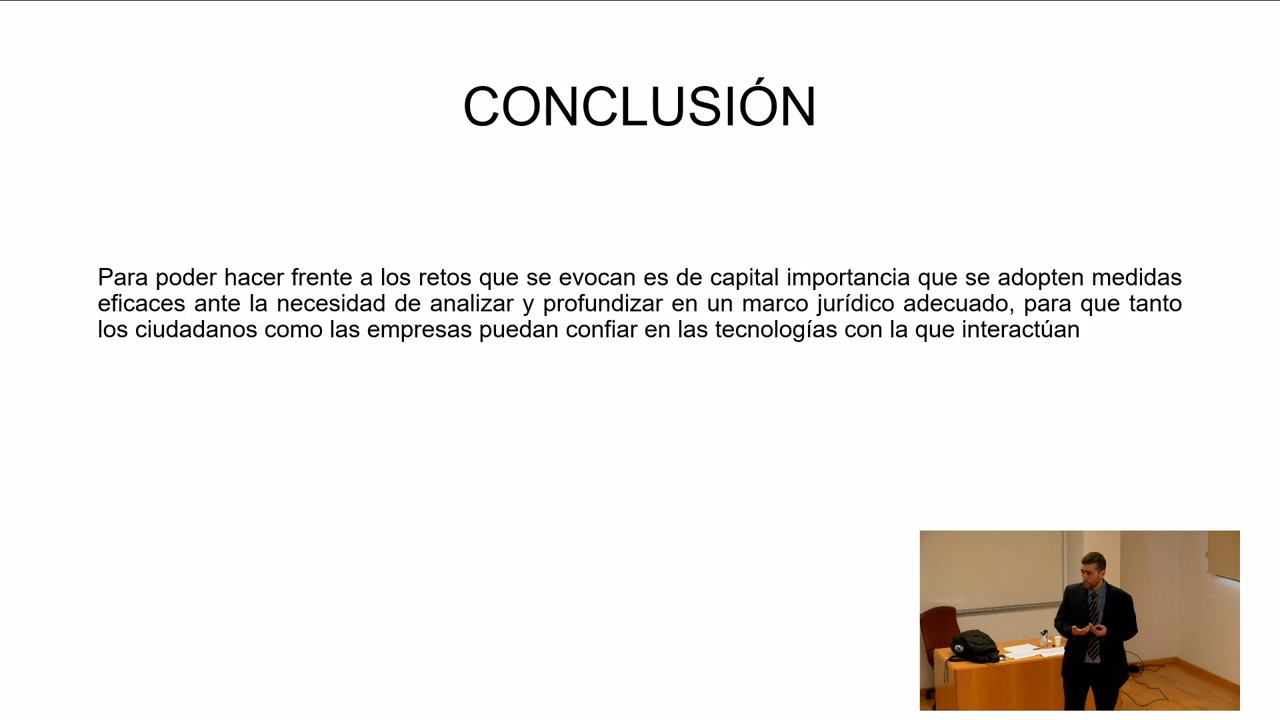 CONCLUSIÓN
Para poder hacer frente a los retos que se evocan es de capital importancia que se adopten medidas
eficaces ante la necesidad de analizar y profundizar en un marco jurídico adecuado, para que tanto
los ciudadanos como las empresas puedan confiar en las tecnologías con la que interactúan